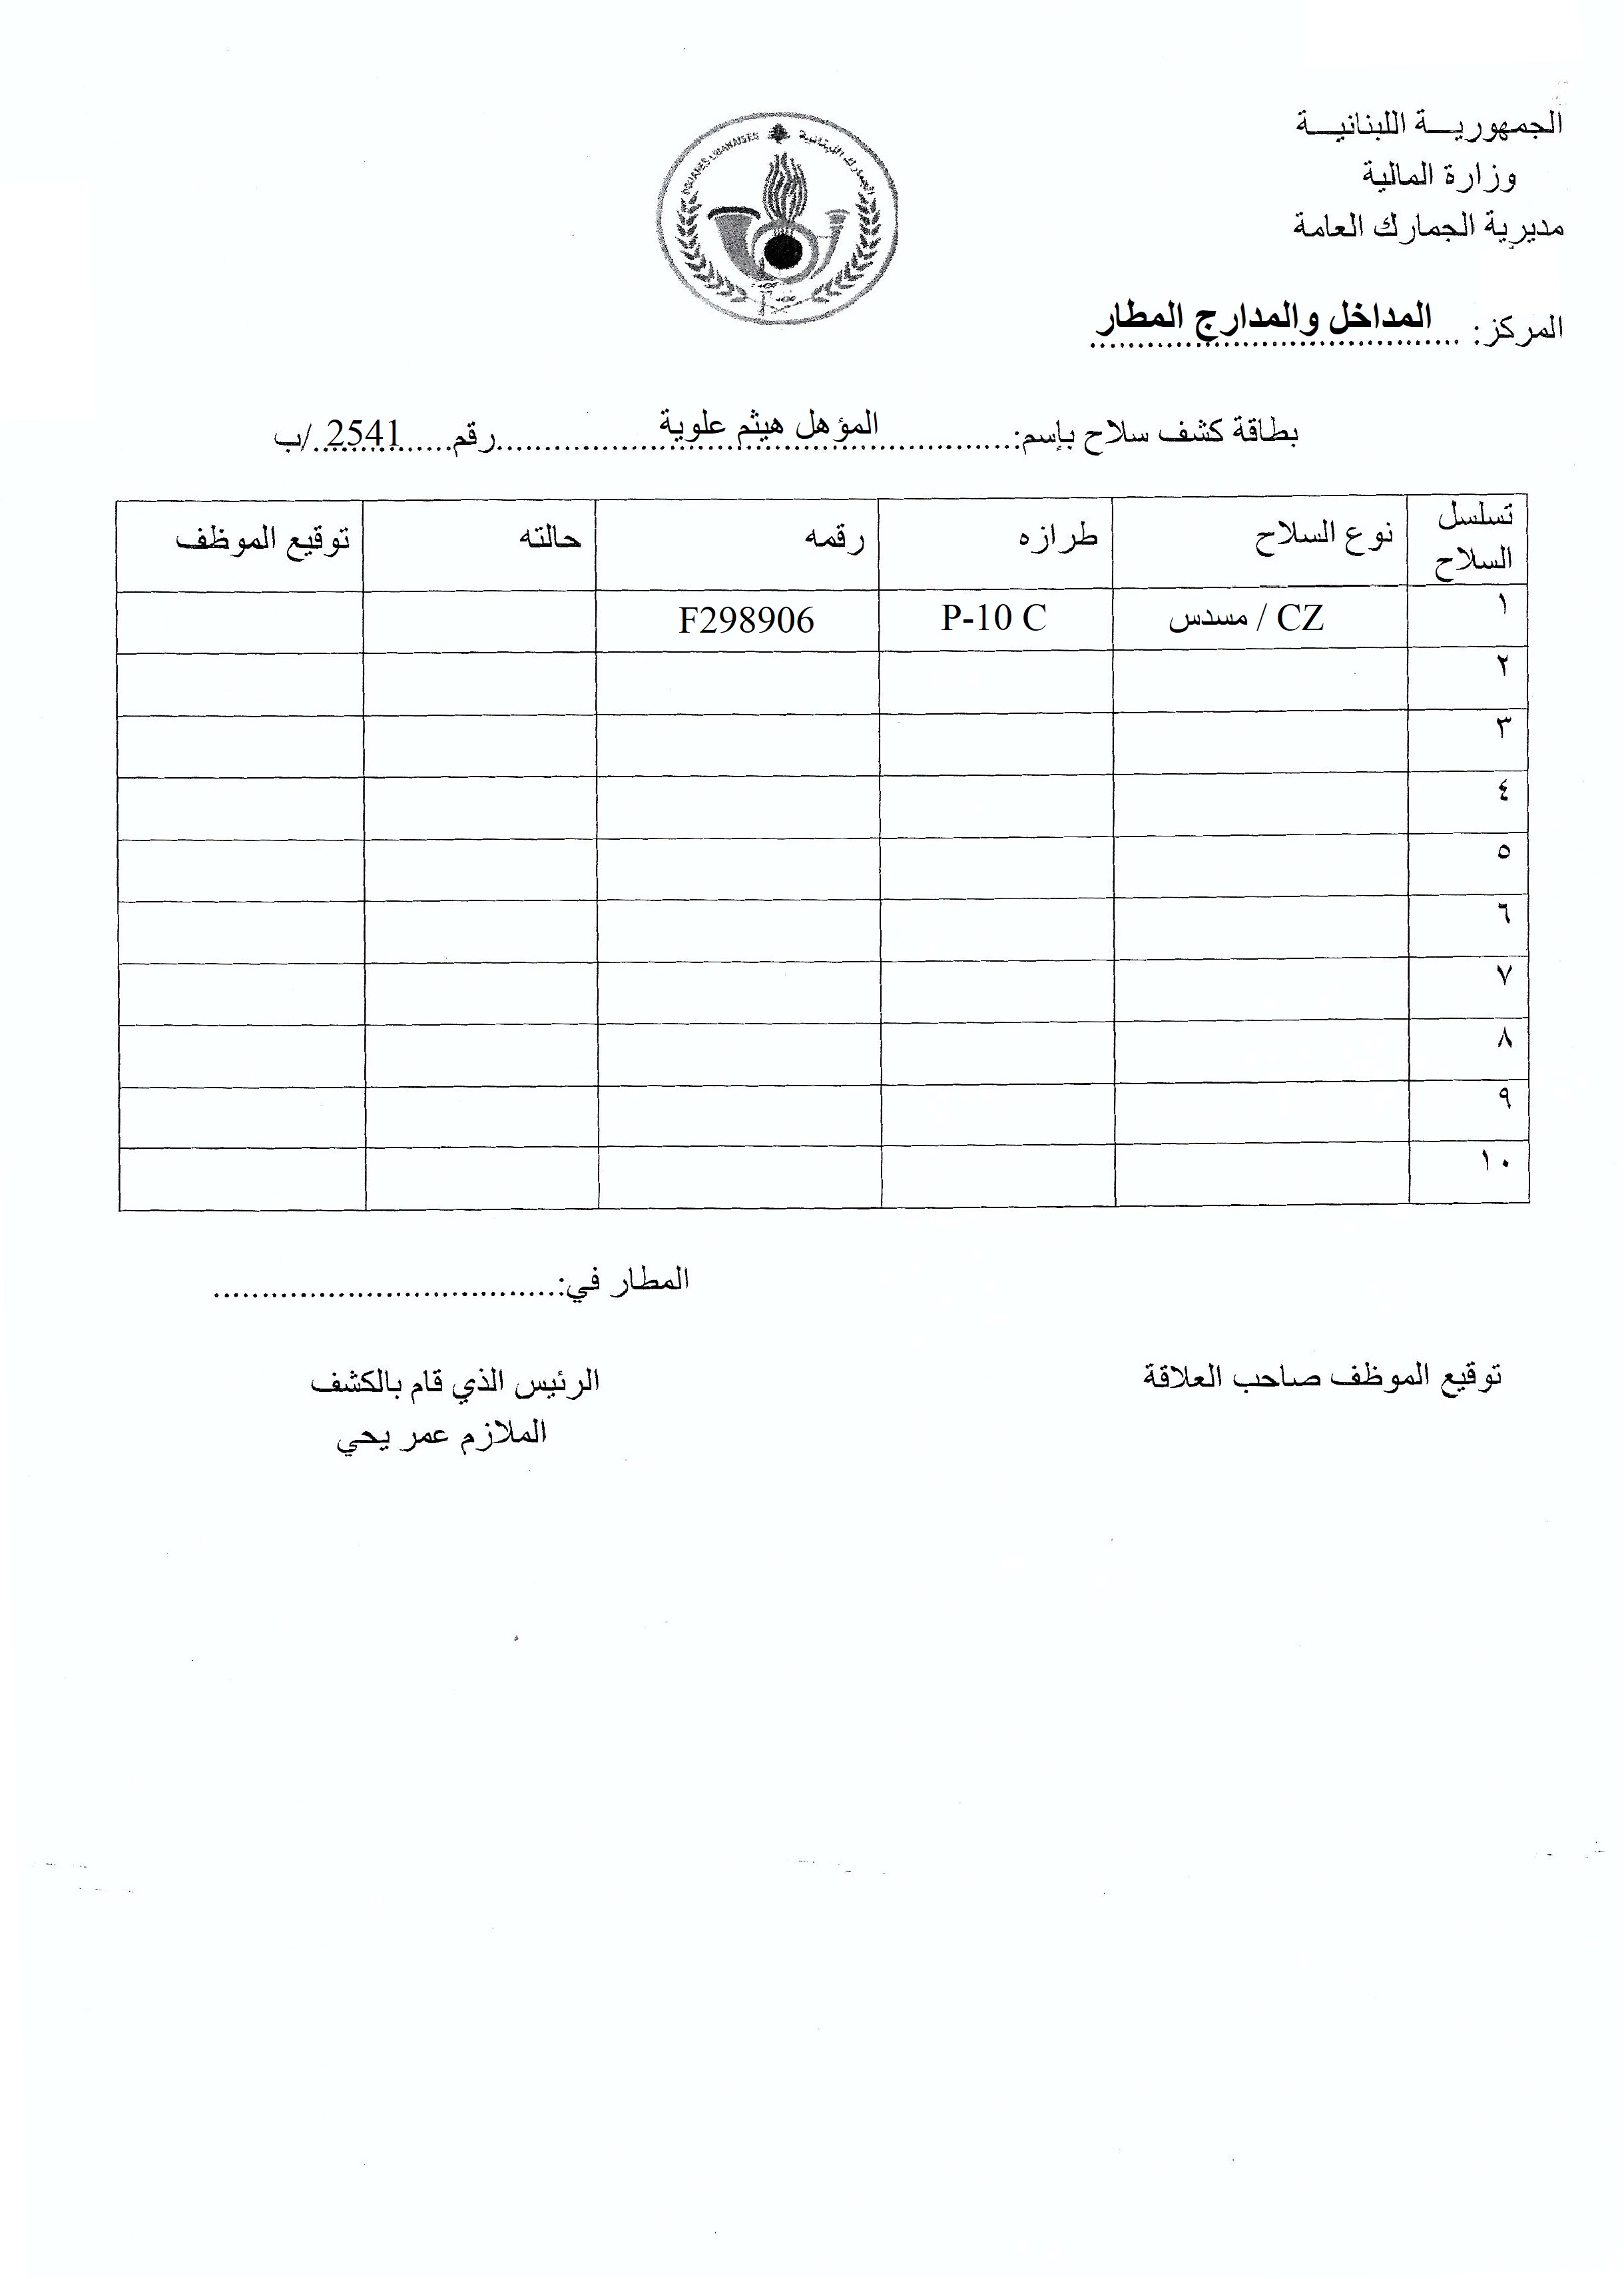 الجمهوريـــة اللبنانيـــة
وزارة المالية
مديرية الجمارك العامة
DOUANES LIBANAISES الجمارك اللبنانية
المركز: المداخل والمدارج المطار
بطاقة كشف سلاح بإسم: المؤهل هيثم علوية رقم 2541 /ب
تسلسل السلاح نوع السلاح طرازه رقمه حالته توقيع الموظف
١ CZ / مسدس P-10 C F298906
٢
٣
٤
٥
٦
٧
٨
٩
١٠
المطار في:
توقيع الموظف صاحب العلاقة الرئيس الذي قام بالكشف
الملازم عمر يحي